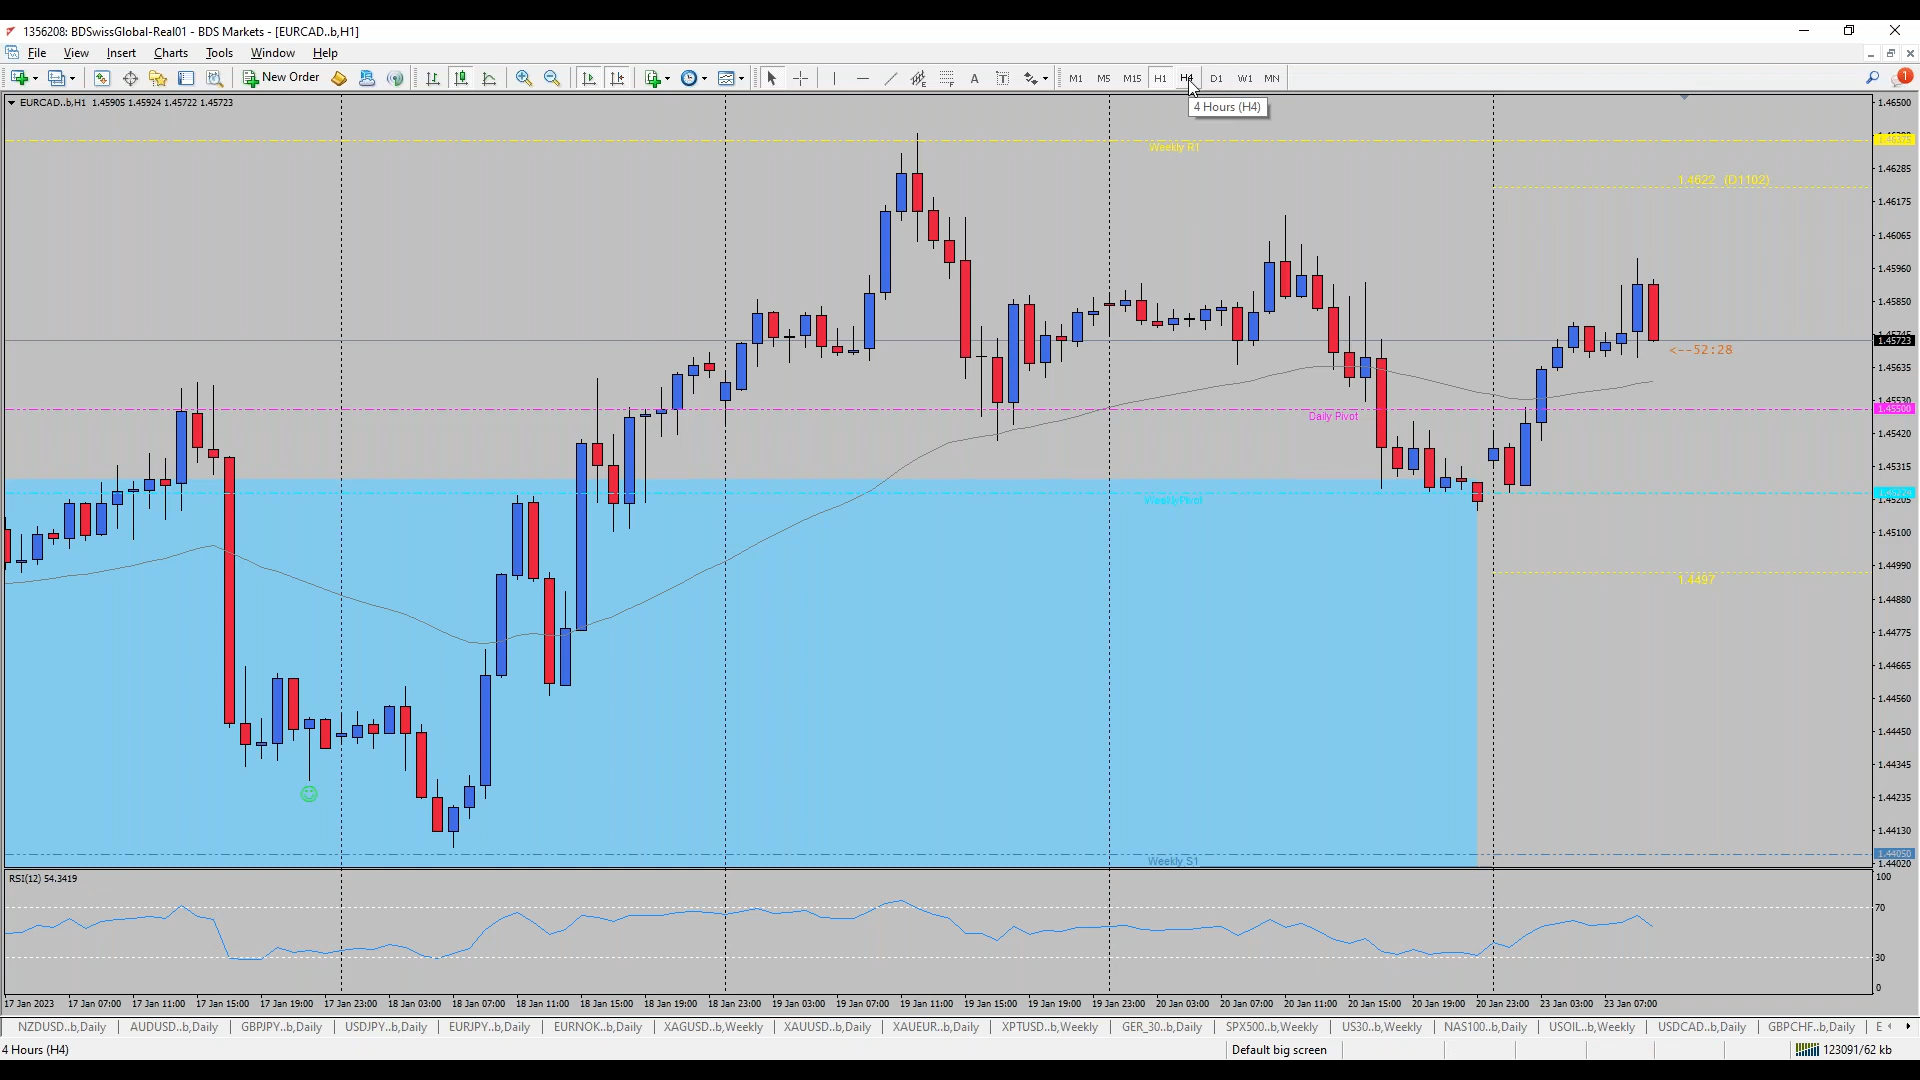 1356208: BDSwissGlobal-Real01 - BDS Markets - [EURCAD..b,H1]
File View Insert Charts Tools Window Help
New Order M1 M5 M15 H1 H4 D1 W1 MN 1
4 Hours (H4)
EURCAD..b,H1 1.45905 1.45924 1.45722 1.45723
1.46500
Weekly R1
1.46285
1.4622 (D1102)
1.46175
1.46065
1.45960
1.45850
1.45745
1.45723
<--52:28
1.45635
1.45530
1.45500
Daily Pivot
1.45420
1.45315
WeeklyPivot
1.45205
1.45100
1.44990
1.4497
1.44880
1.44775
1.44665
1.44560
1.44450
1.44345
1.44235
1.44130
1.44050
Weekly S1
1.44020
RSI(12) 54.3419
100
70
30
0
17 Jan 2023 17 Jan 07:00 17 Jan 11:00 17 Jan 15:00 17 Jan 19:00 17 Jan 23:00 18 Jan 03:00 18 Jan 07:00 18 Jan 11:00 18 Jan 15:00 18 Jan 19:00 18 Jan 23:00 19 Jan 03:00 19 Jan 07:00 19 Jan 11:00 19 Jan 15:00 19 Jan 19:00 19 Jan 23:00 20 Jan 03:00 20 Jan 07:00 20 Jan 11:00 20 Jan 15:00 20 Jan 19:00 20 Jan 23:00 23 Jan 03:00 23 Jan 07:00
NZDUSD..b,Daily AUDUSD..b,Daily GBPJPY..b,Daily USDJPY..b,Daily EURJPY..b,Daily EURNOK..b,Daily XAGUSD..b,Weekly XAUUSD..b,Daily XAUEUR..b,Daily XPTUSD..b,Weekly GER_30..b,Daily SPX500..b,Weekly US30..b,Weekly NAS100..b,Daily USOIL..b,Weekly USDCAD..b,Daily GBPCHF..b,Daily E
4 Hours (H4) Default big screen 123091/62 kb